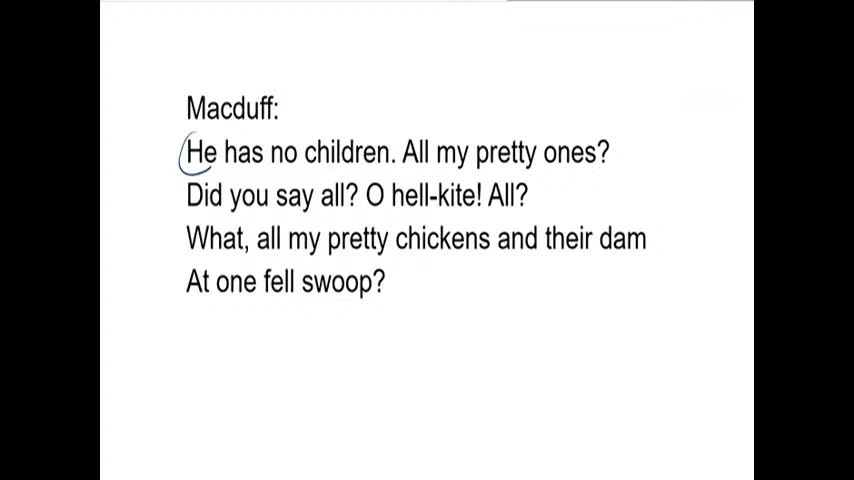 Macduff:
He has no children. All my pretty ones?
Did you say all? O hell-kite! All?
What, all my pretty chickens and their dam
At one fell swoop?